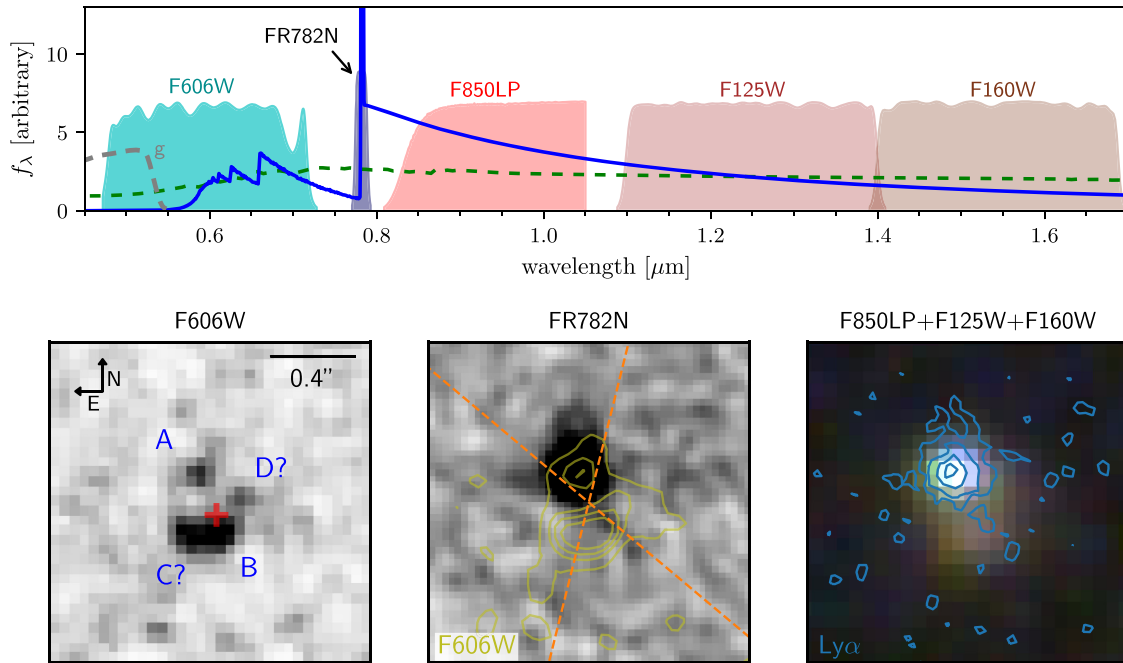 FR782N
F606W
F850LP
F125W
F160W
g
f_λ [arbitrary]
10
5
0
0.6
0.8
1.0
1.2
1.4
1.6
wavelength [μm]
F606W
FR782N
F850LP+F125W+F160W
N
E
0.4"
A
D?
C?
B
F606W
Lyα